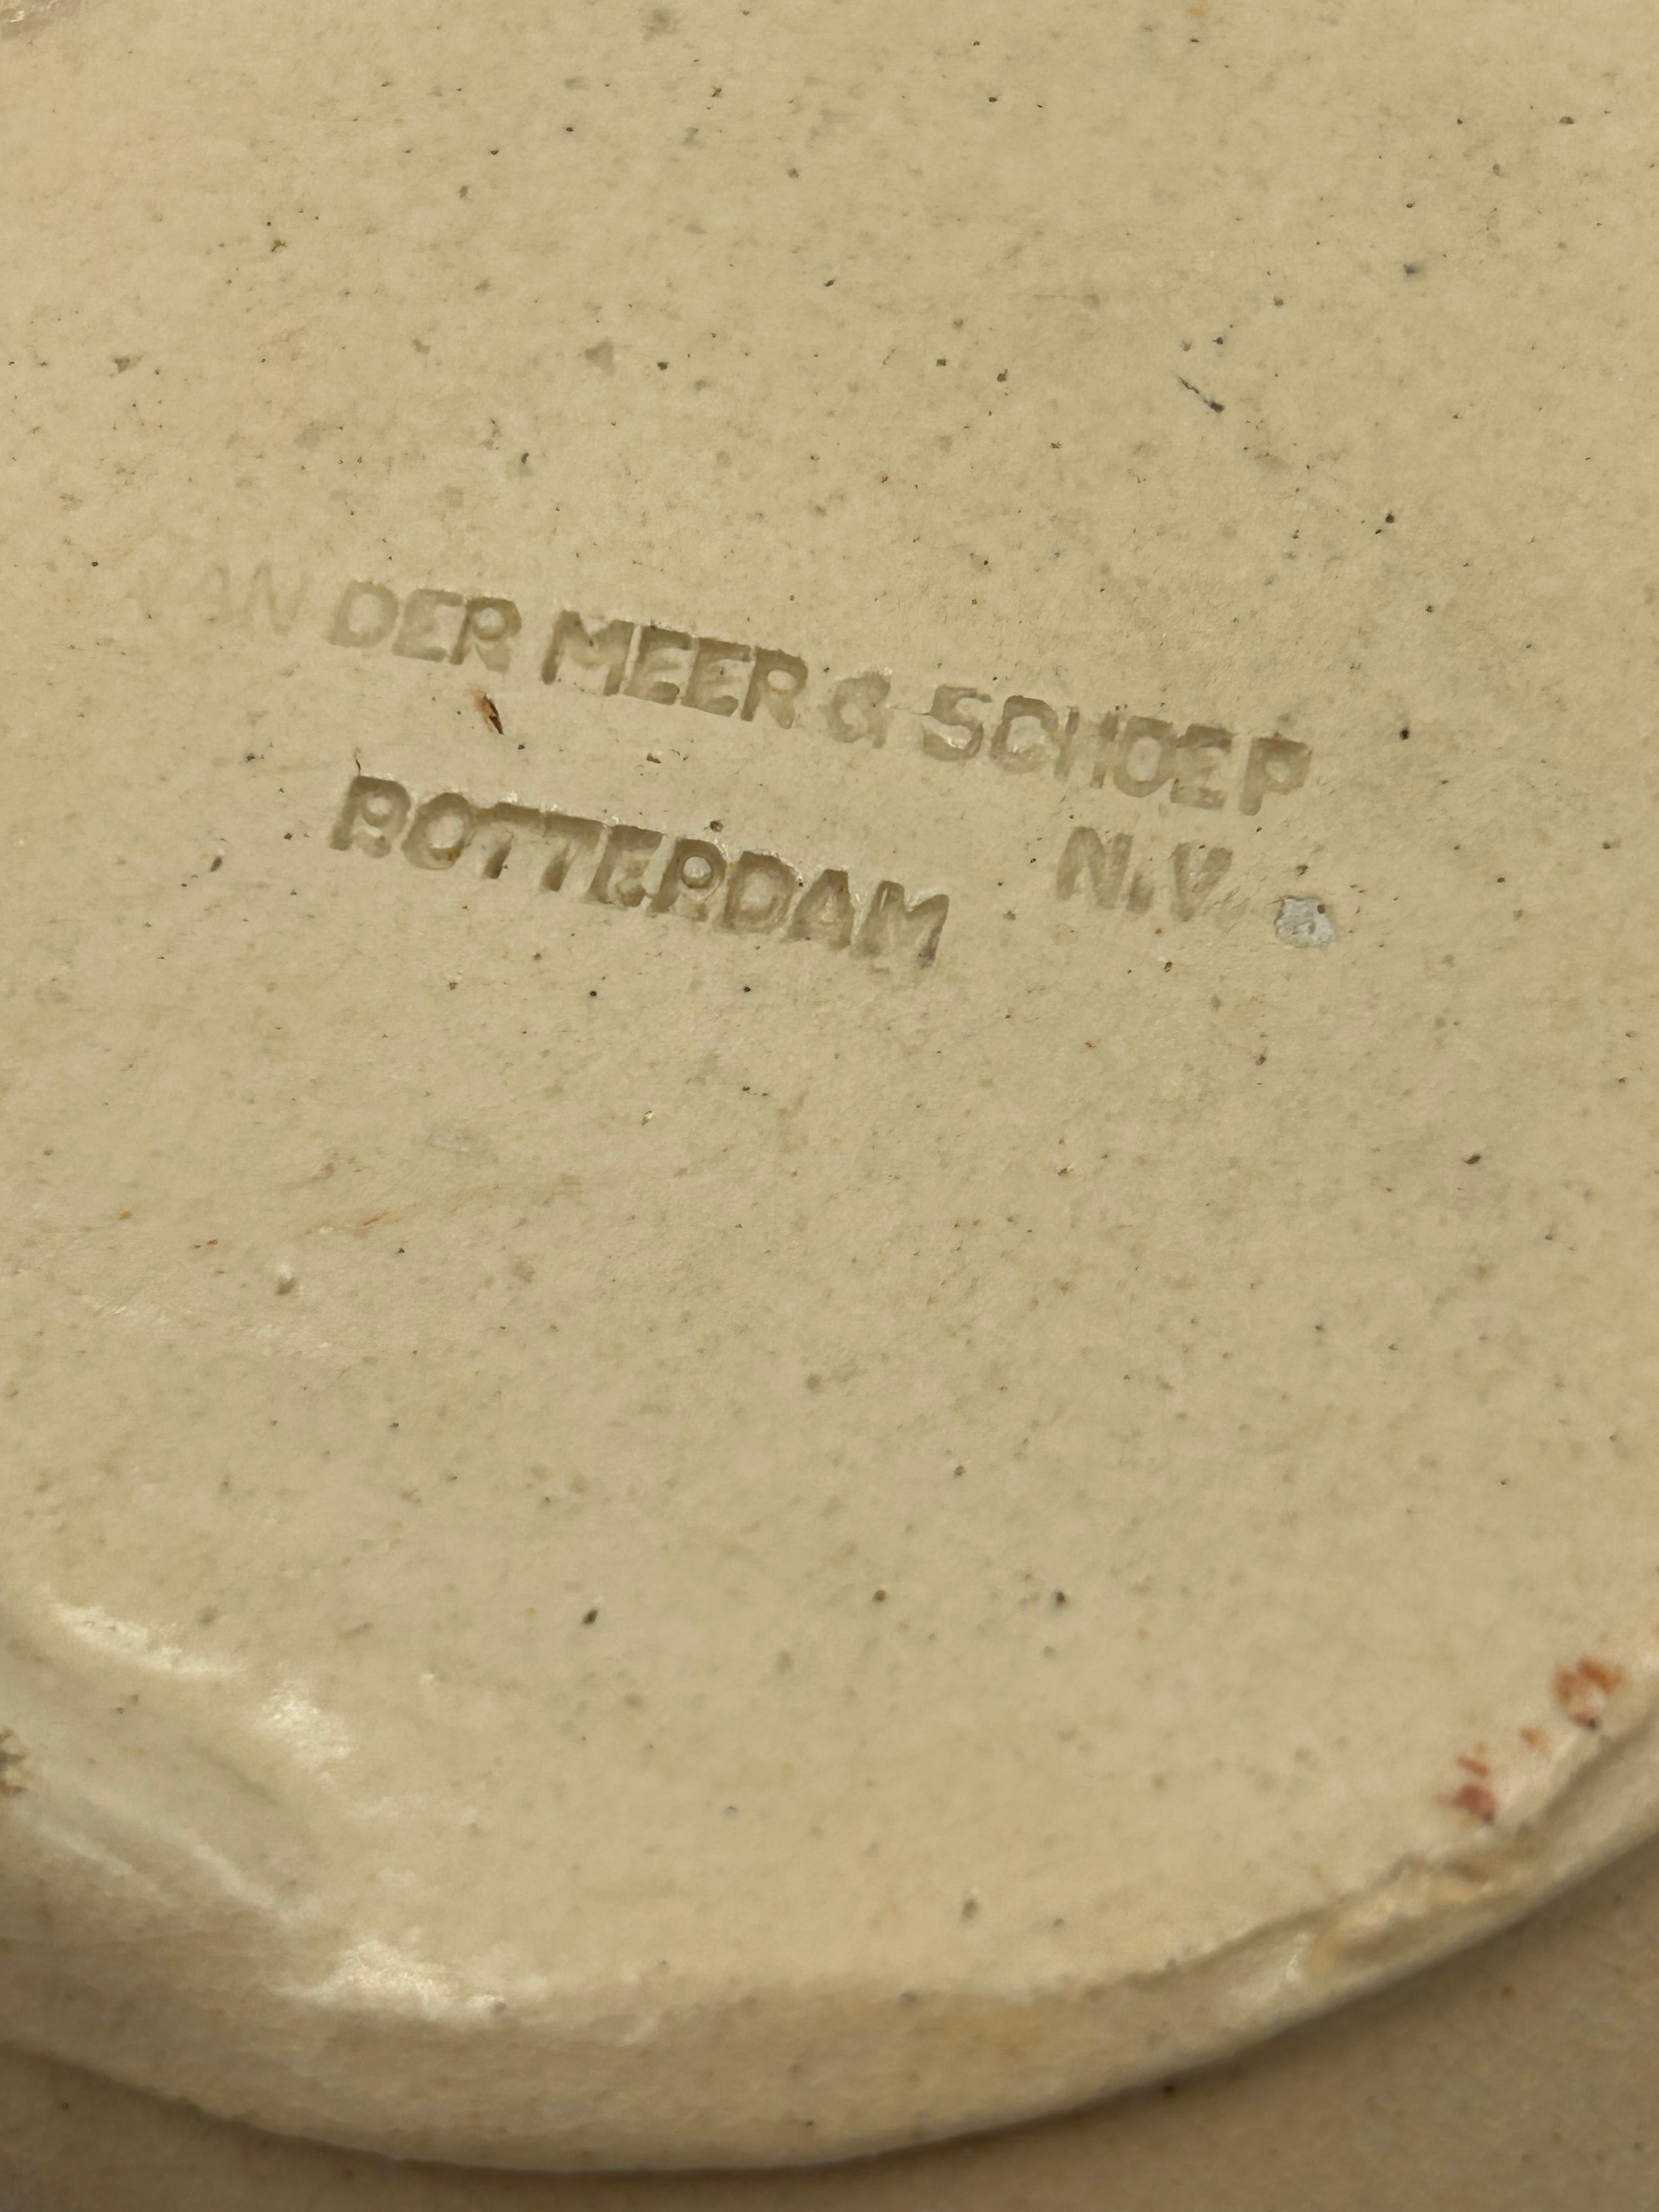 VAN DER MEER & SCHOEP
ROTTERDAM N.V.